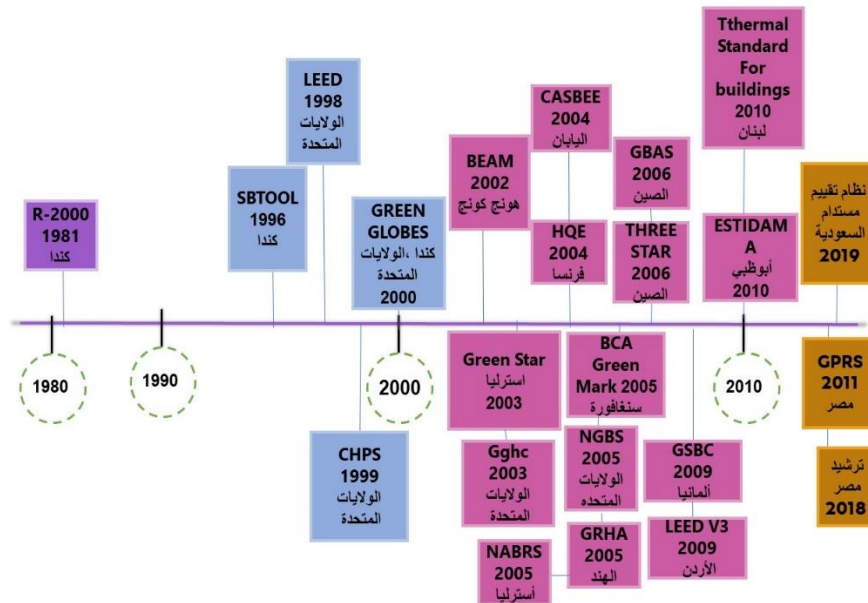 R-2000
1981
كندا
SBTOOL
1996
كندا
LEED
1998
الولايات
المتحدة
GREEN
GLOBES
كندا ،الولايات
المتحدة
2000
BEAM
2002
هونج كونج
CASBEE
2004
اليابان
HQE
2004
فرنسا
GBAS
2006
الصين
THREE
STAR
2006
الصين
Tthermal
Standard
For
buildings
2010
لبنان
ESTIDAM
A
أبوظبي
2010
نظام تقييم
مستدام
السعودية
2019
1980
1990
2000
2010
CHPS
1999
الولايات
المتحدة
Green Star
استرليا
2003
Gghc
2003
الولايات
المتحدة
NABRS
2005
أسترليا
BCA
Green
Mark 2005
سنغافورة
NGBS
2005
الولايات
المتحده
GRHA
2005
الهند
GSBC
2009
ألمانيا
LEED V3
2009
الأردن
GPRS
2011
مصر
ترشيد
مصر
2018